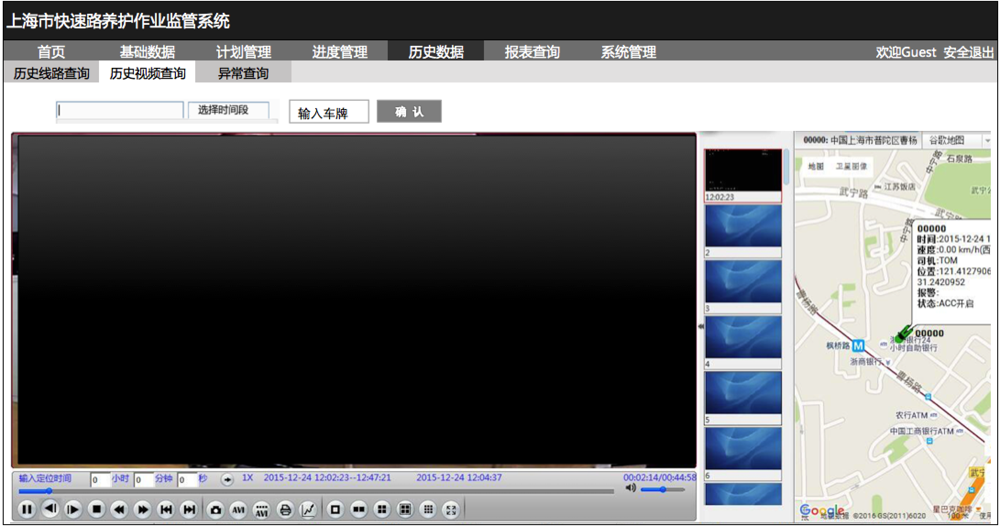 上海市快速路养护作业监管系统
首页 基础数据 计划管理 进度管理 历史数据 报表查询 系统管理 欢迎Guest 安全退出
历史线路查询 历史视频查询 异常查询
选择时间段 输入车牌 确 认
00000: 中国上海市普陀区曹杨 谷歌地图
地图 卫星图像
中宁路
石泉路
江苏饭店
武宁路
武宁
武宁路
中宁路
12:02:23
2
3
4
5
6
00000
时间:2015-12-24 1
速度:0.00 km/h(西
司机:TOM
位置:121.4127906
31.2420952
报警:
状态:ACC开启
00000
曹杨路
枫桥路 M
银行24
小时自助银行
浙商银行
曹杨路
农行ATM
中国工商银行ATM
武宁
星巴克咖啡
Google
地图数据 ©2016 GS(2011)6020 100 米 使用
输入定位时间 0 小时 0 分钟 0 秒 1X 2015-12-24 12:02:23--12:47:21 2015-12-24 12:04:37 00:02:14/00:44:58
AVI AVI